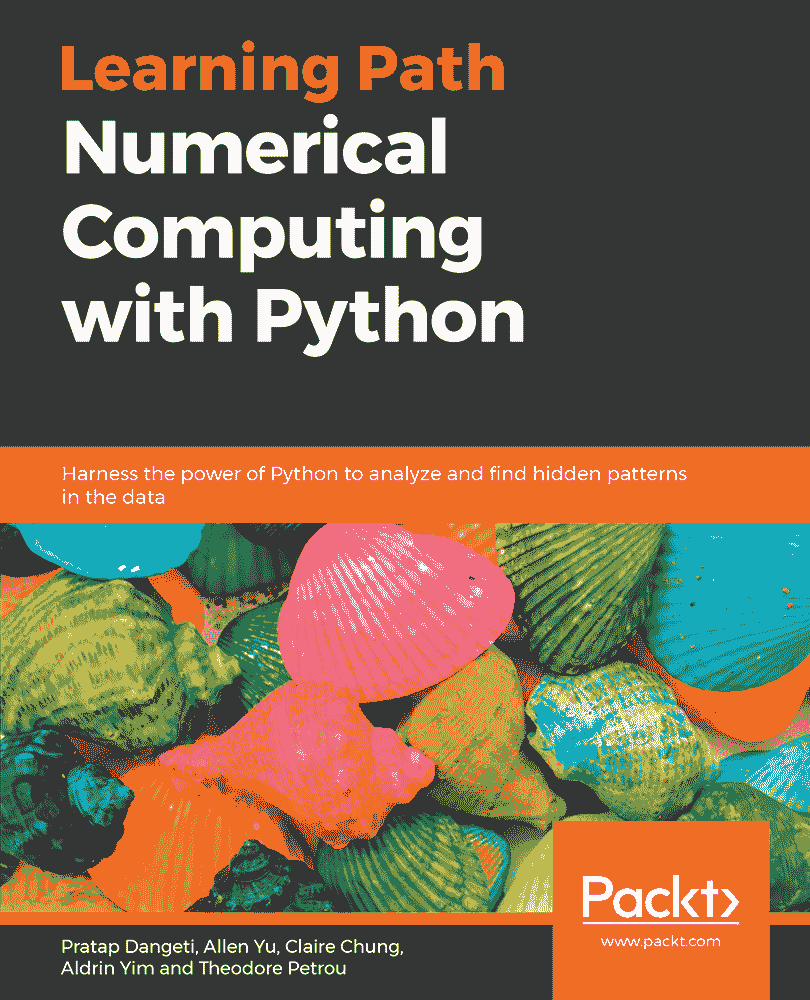 Learning Path
Numerical
Computing
with Python
Harness the power of Python to analyze and find hidden patterns
in the data
Packt>
www.packt.com
Pratap Dangeti, Allen Yu, Claire Chung,
Aldrin Yim and Theodore Petrou